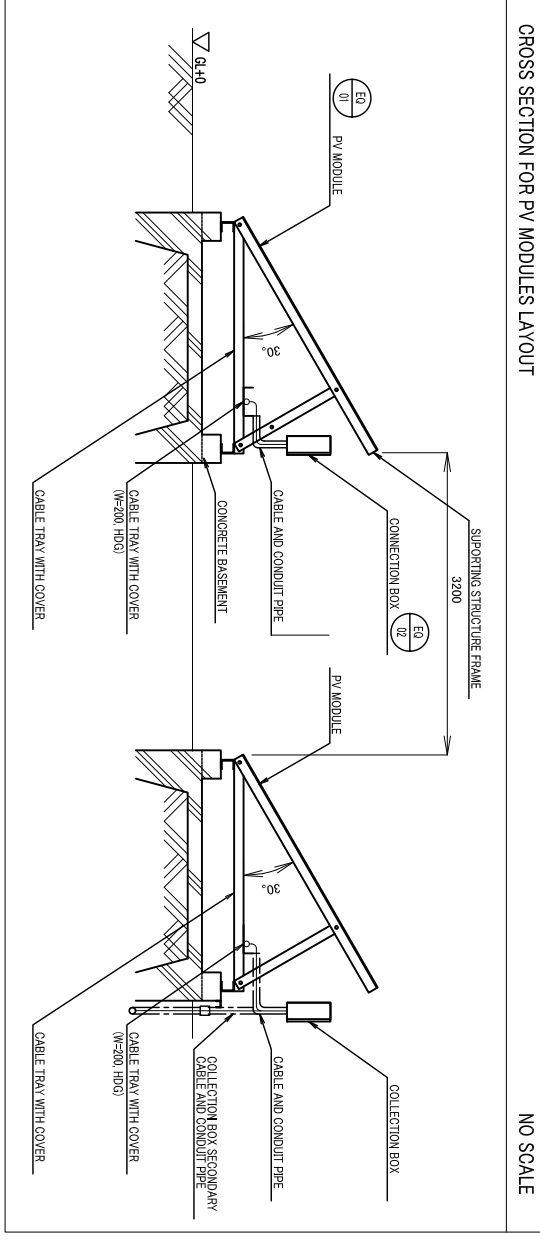 CROSS SECTION FOR PV MODULES LAYOUT
NO SCALE
GL±0
EQ
01
PV MODULE
30°
SUPORTING STRUCTURE FRAME
3200
CONNECTION BOX
EQ
02
CABLE AND CONDUIT PIPE
CONCRETE BASEMENT
CABLE TRAY WITH COVER
(W=200, HDG)
CABLE TRAY WITH COVER
PV MODULE
30°
COLLECTION BOX
CABLE AND CONDUIT PIPE
COLLECTION BOX SECONDARY
CABLE AND CONDUIT PIPE
CABLE TRAY WITH COVER
(W=200, HDG)
CABLE TRAY WITH COVER